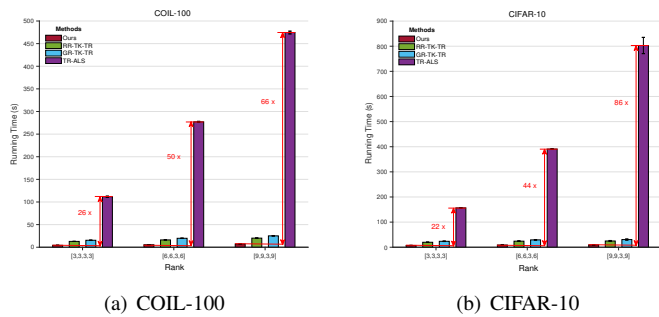 COIL-100
Methods
Ours
RR-TK-TR
GR-TK-TR
TR-ALS
Running Time (s)
500
450
400
350
300
250
200
150
100
50
0
26 x
50 x
66 x
[3,3,3,3]
[6,6,3,6]
[9,9,3,9]
Rank
(a) COIL-100
CIFAR-10
Methods
Ours
RR-TK-TR
GR-TK-TR
TR-ALS
Running Time (s)
900
800
700
600
500
400
300
200
100
0
22 x
44 x
86 x
[3,3,3,3]
[6,6,3,6]
[9,9,3,9]
Rank
(b) CIFAR-10